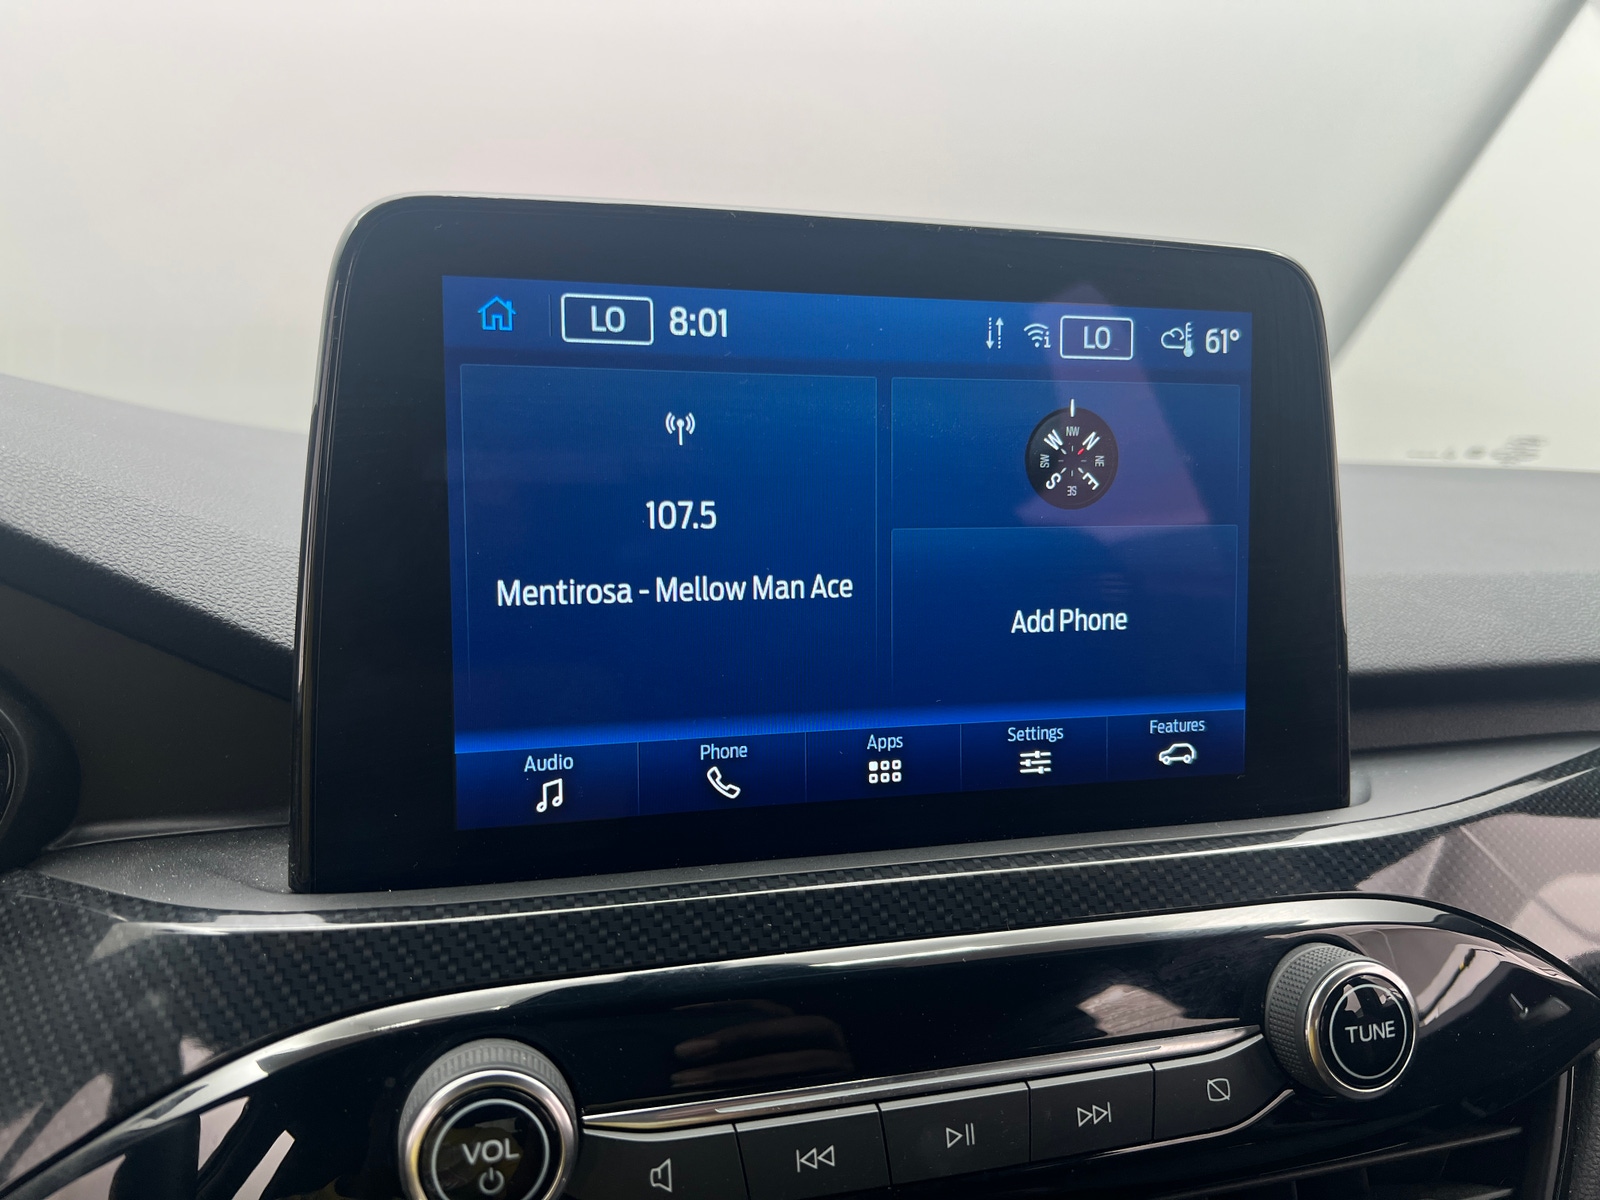 LO 8:01 LO 61°
107.5
Mentirosa - Mellow Man Ace
NW
W N
SW NE
S E
SE
Add Phone
Audio Phone Apps Settings Features
TUNE
VOL